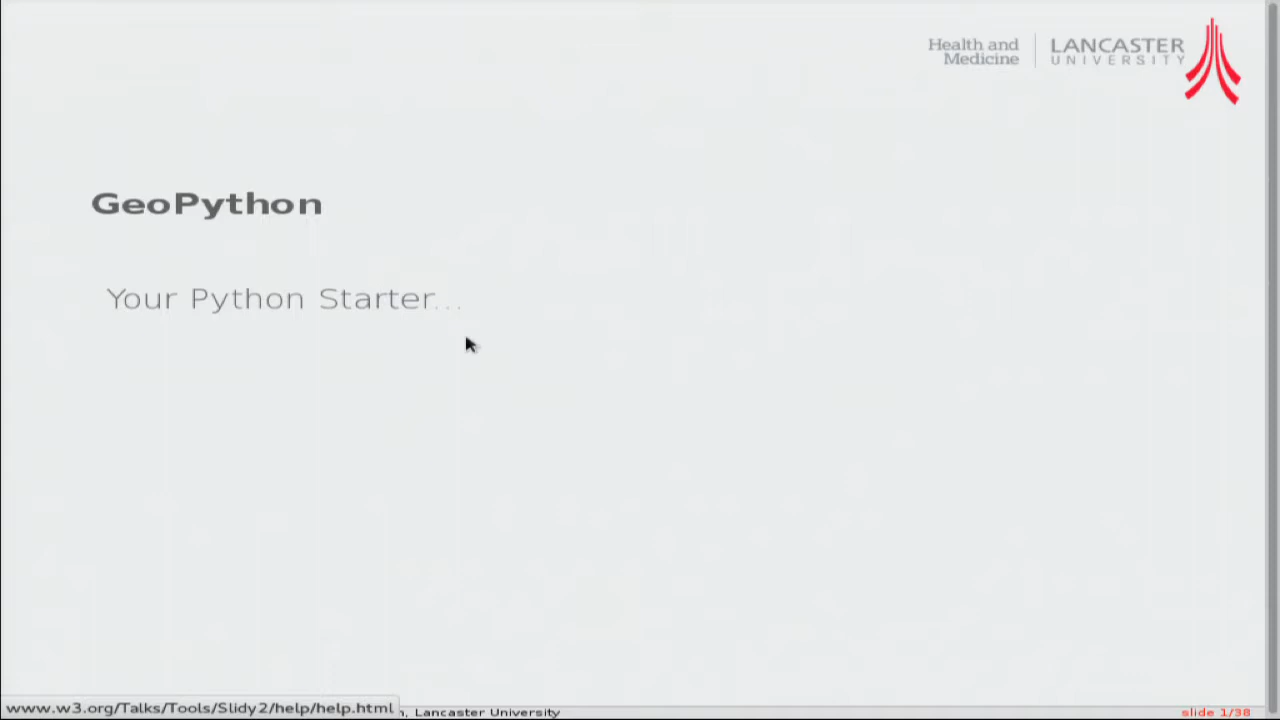 Health and
Medicine
LANCASTER
UNIVERSITY
GeoPython
Your Python Starter...
www.w3.org/Talks/Tools/Slidy2/help/help.html
, Lancaster University
slide 1/38